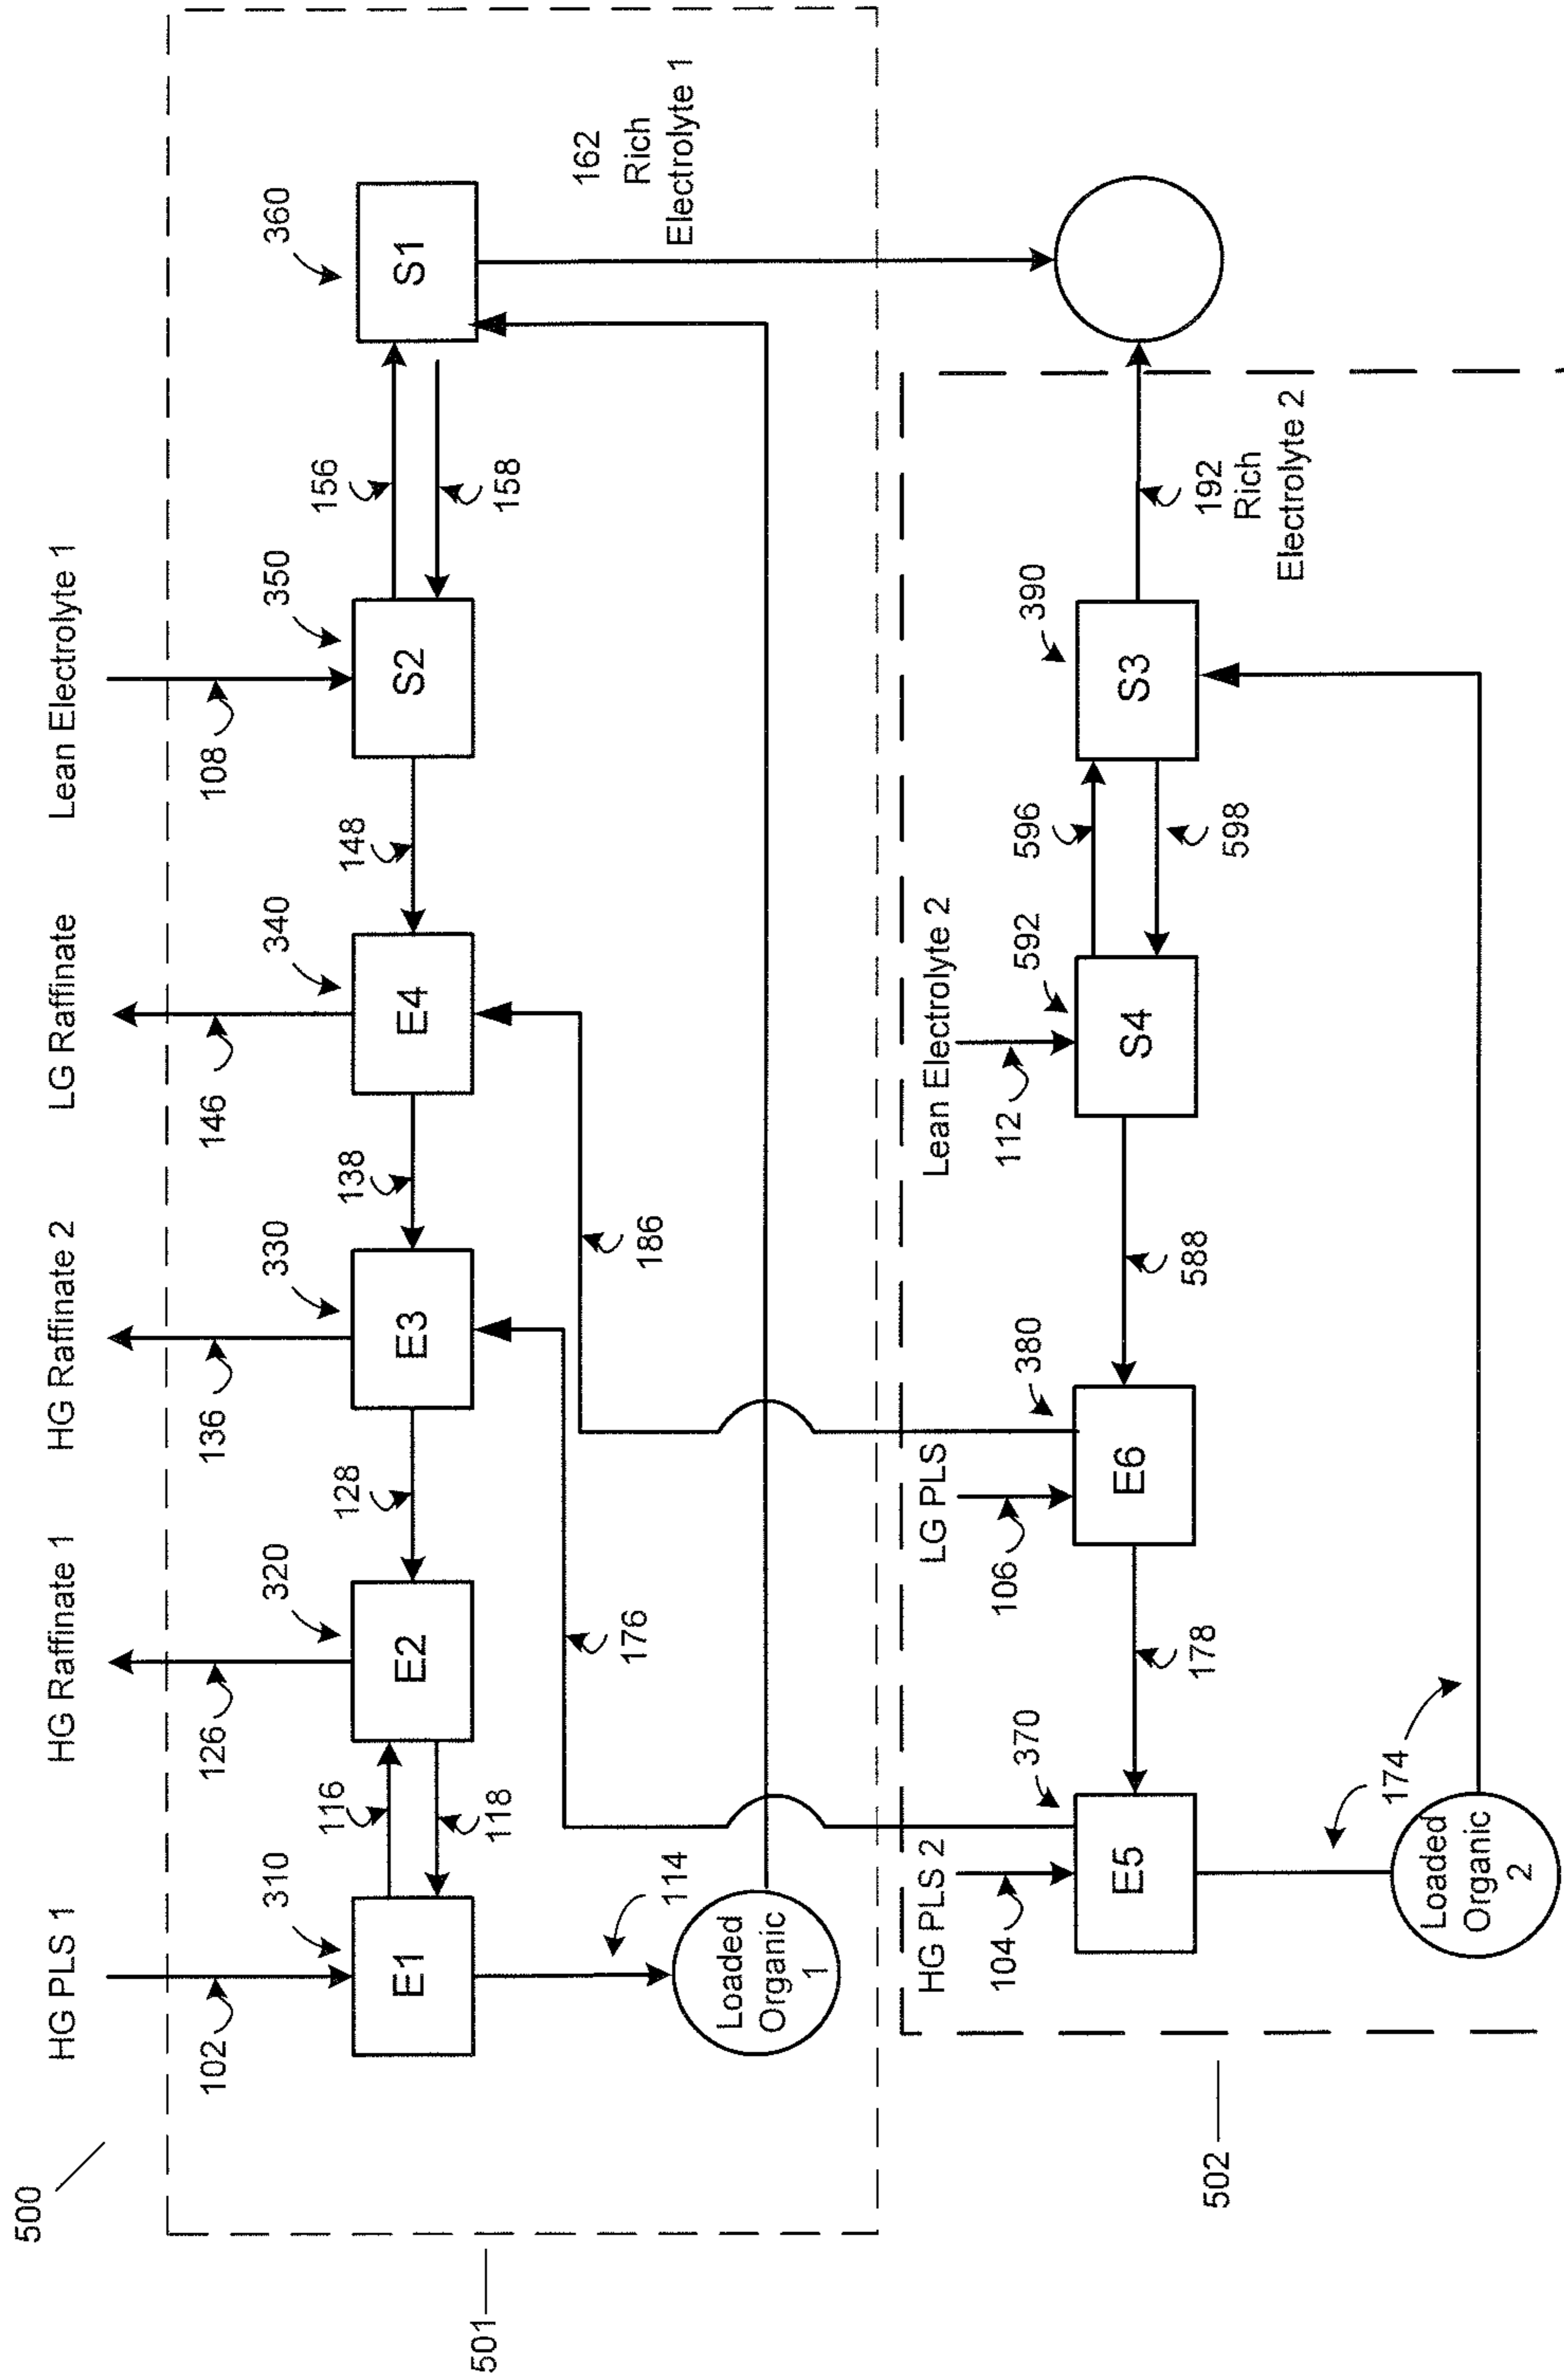 500
HG PLS 1
HG Raffinate 1
HG Raffinate 2
LG Raffinate
Lean Electrolyte 1
102
126
136
146
108
310
320
330
340
350
360
E1
116
118
E2
128
E3
138
E4
148
S2
156
158
S1
114
176
186
162
Rich
Electrolyte 1
Loaded
Organic
1
501
HG PLS 2
LG PLS
Lean Electrolyte 2
104
106
112
370
380
592
390
E5
178
E6
588
S4
596
598
S3
192
Rich
Electrolyte 2
502
174
Loaded
Organic
2